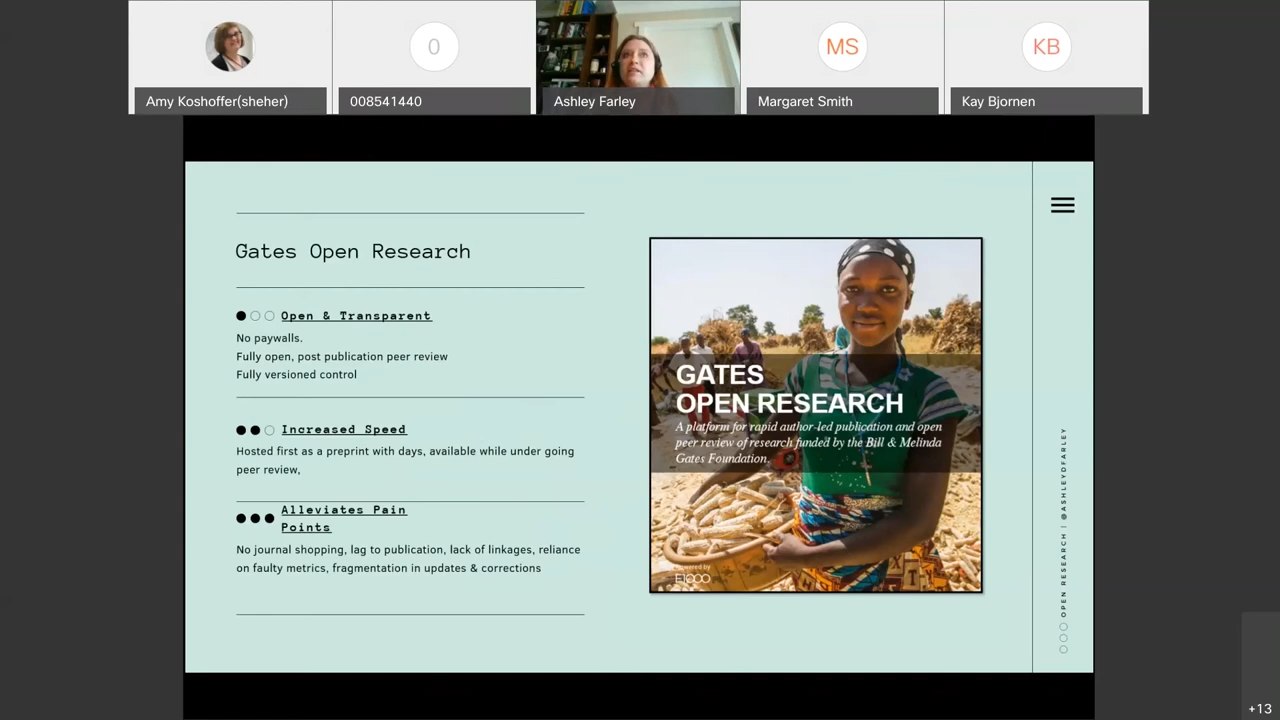 Amy Koshoffer(sheher)
0
008541440
Ashley Farley
MS
Margaret Smith
KB
Kay Bjornen
Gates Open Research
Open & Transparent
No paywalls.
Fully open, post publication peer review
Fully versioned control
Increased Speed
Hosted first as a preprint with days, available while under going
peer review,
Alleviates Pain
Points
No journal shopping, lag to publication, lack of linkages, reliance
on faulty metrics, fragmentation in updates & corrections
GATES
OPEN RESEARCH
A platform for rapid author-led publication and open
peer review of research funded by the Bill & Melinda
Gates Foundation.
Powered by
F1000
OPEN RESEARCH | @ASHLEYDFARLEY
+13